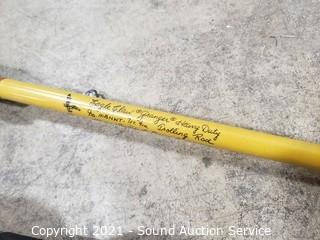 Eagle Claw "Granger" Heavy Duty
Trolling Rod"
Copyright 2021 - Sound Auction Service